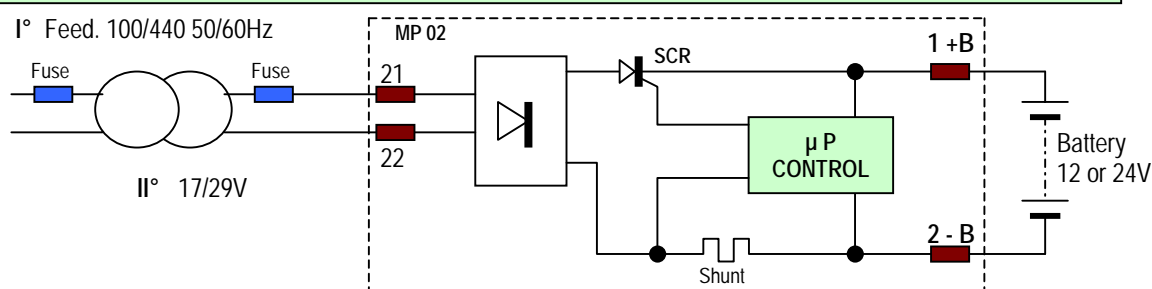 I° Feed. 100/440 50/60Hz
MP 02
Fuse
Fuse
21
22
II° 17/29V
SCR
1 +B
µ P
CONTROL
Battery
12 or 24V
2 - B
Shunt